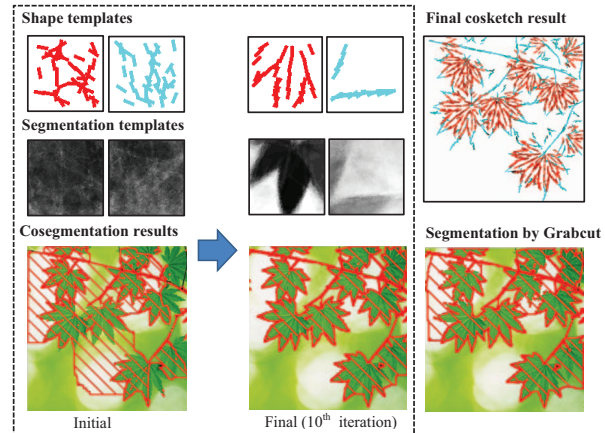 Shape templates
Final cosketch result
Segmentation templates
Cosegmentation results
Segmentation by Grabcut
Initial
Final (10th iteration)